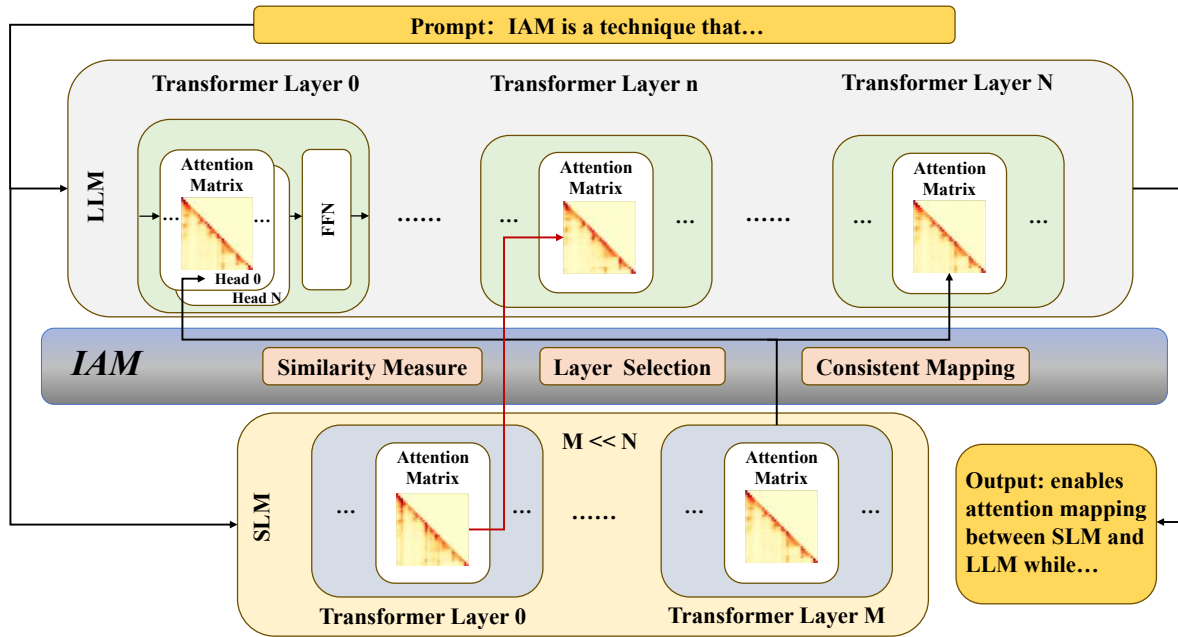 Prompt： IAM is a technique that…
Transformer Layer 0
Transformer Layer n
Transformer Layer N
LLM
Attention
Matrix
…
…
Head 0
Head N
FFN
……
…
Attention
Matrix
…
……
…
Attention
Matrix
…
IAM
Similarity Measure
Layer Selection
Consistent Mapping
SLM
M << N
…
Attention
Matrix
…
……
…
Attention
Matrix
…
Transformer Layer 0
Transformer Layer M
Output: enables
attention mapping
between SLM and
LLM while…